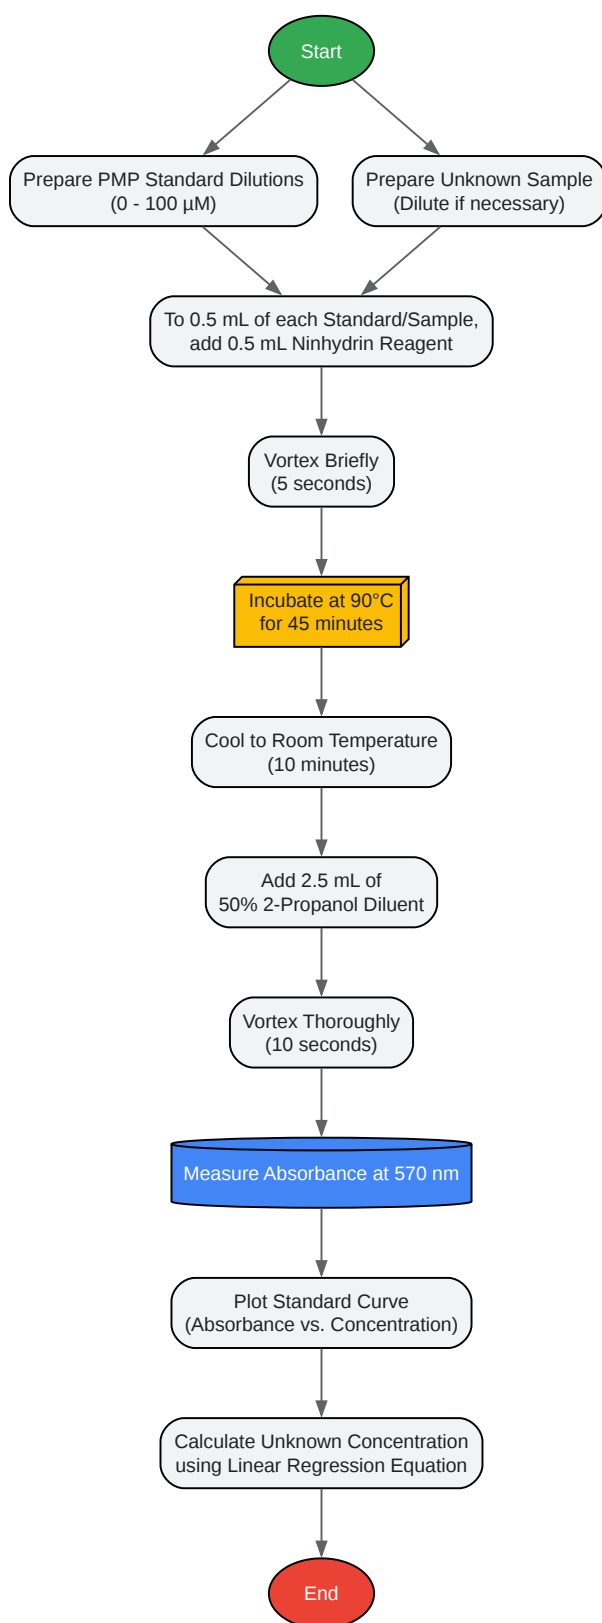 Start
Prepare PMP Standard Dilutions
(0 - 100 µM)
Prepare Unknown Sample
(Dilute if necessary)
To 0.5 mL of each Standard/Sample,
add 0.5 mL Ninhydrin Reagent
Vortex Briefly
(5 seconds)
Incubate at 90°C
for 45 minutes
Cool to Room Temperature
(10 minutes)
Add 2.5 mL of
50% 2-Propanol Diluent
Vortex Thoroughly
(10 seconds)
Measure Absorbance at 570 nm
Plot Standard Curve
(Absorbance vs. Concentration)
Calculate Unknown Concentration
using Linear Regression Equation
End